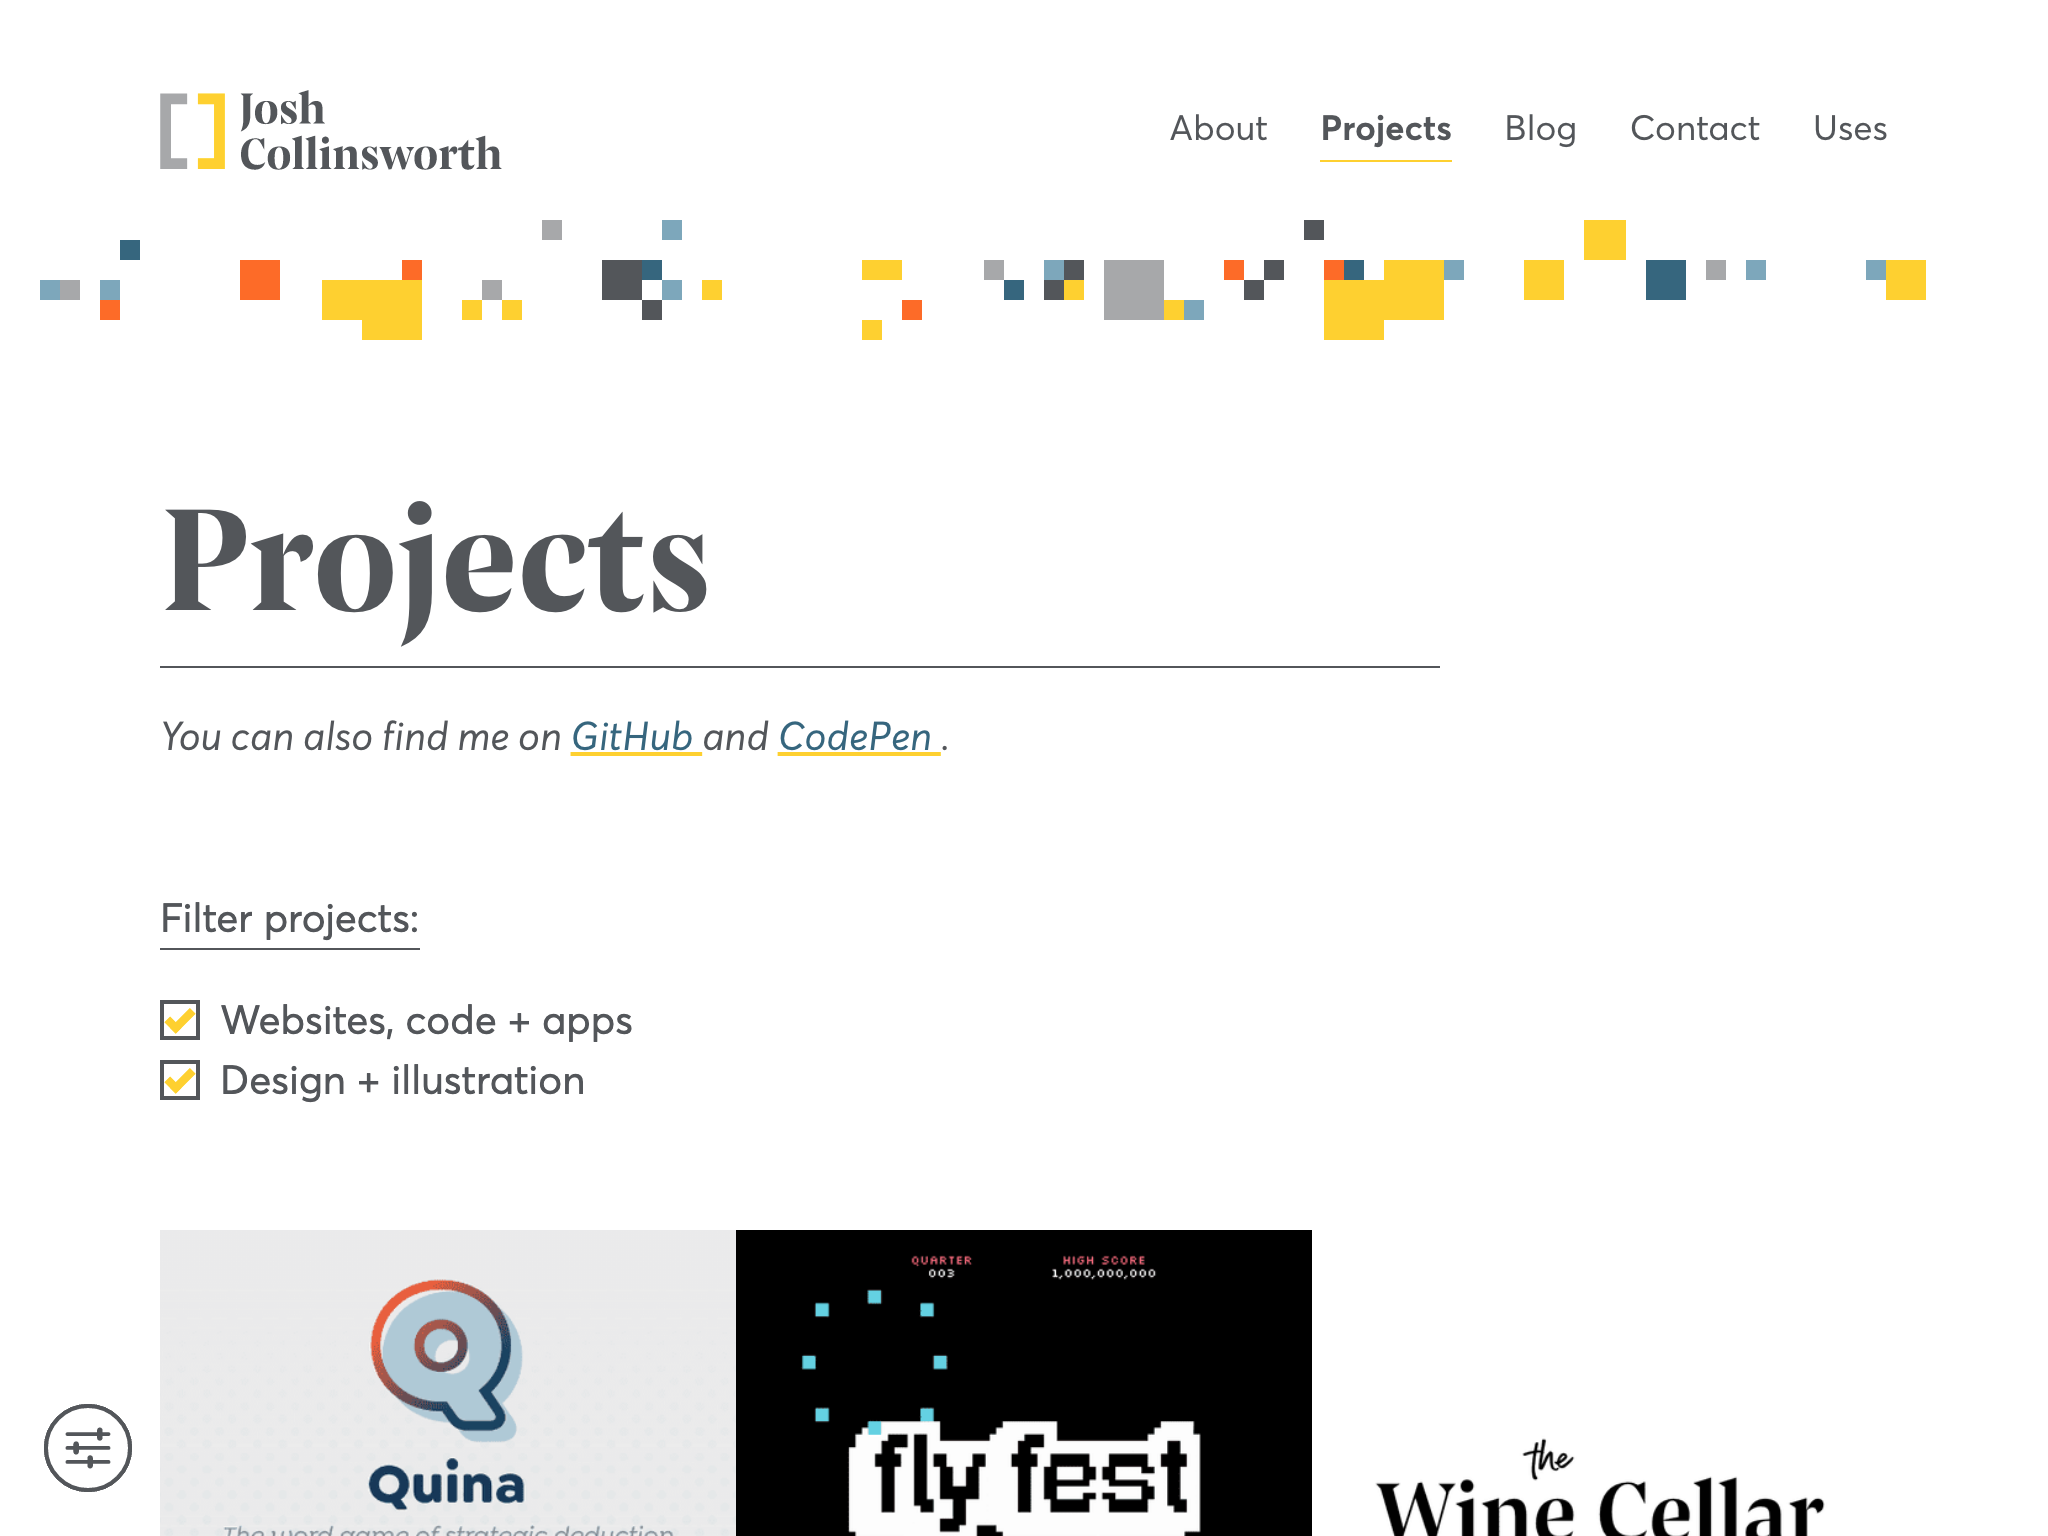 Josh
Collinsworth
About Projects Blog Contact Uses
Projects
You can also find me on GitHub and CodePen .
Filter projects:
Websites, code + apps
Design + illustration
QUARTER
003
HIGH SCORE
1,000,000,000
Quina
The word game of strategic deduction
fly fest
the
Wine Cellar